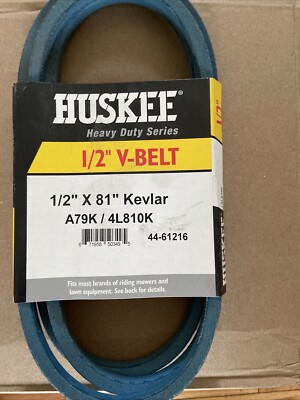 HUSKEE
Heavy Duty Series
1/2" V-BELT
1/2" X 81" Kevlar
A79K / 4L810K
44-61216
Fits most brands of riding mowers and
lawn equipment. See back for details.
HUSKEE